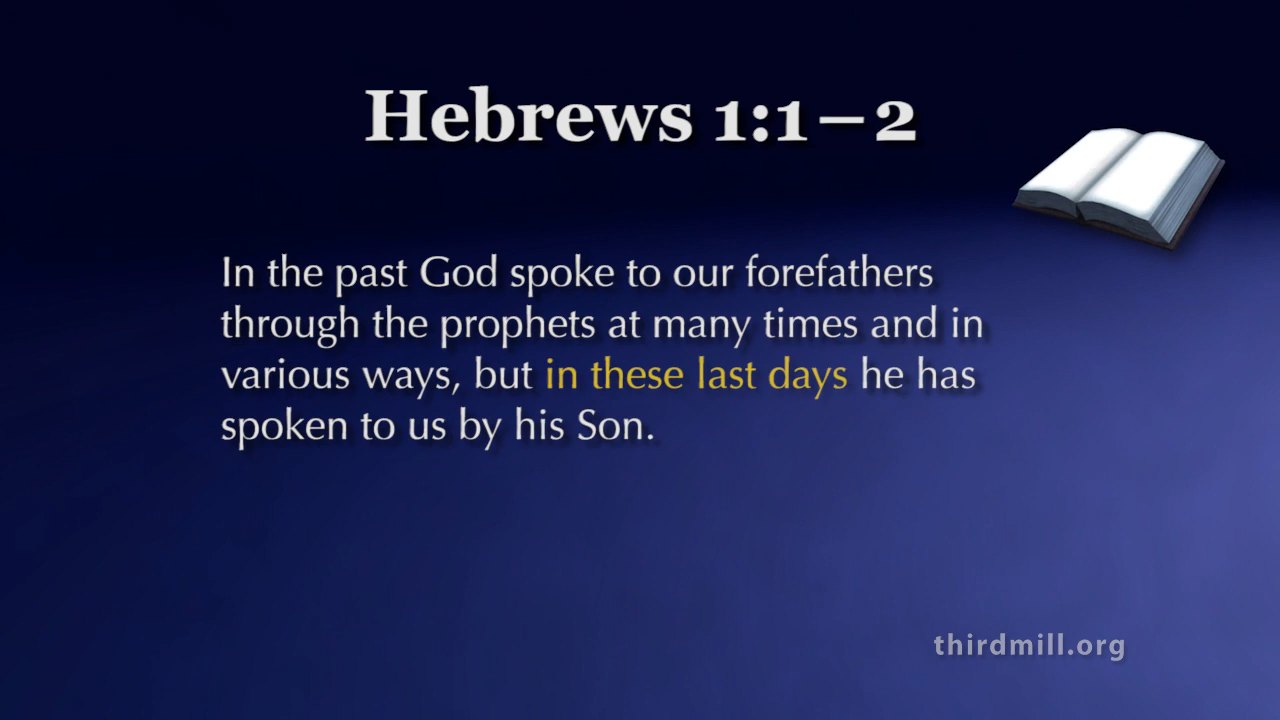 Hebrews 1:1–2
In the past God spoke to our forefathers
through the prophets at many times and in
various ways, but in these last days he has
spoken to us by his Son.
thirdmill.org